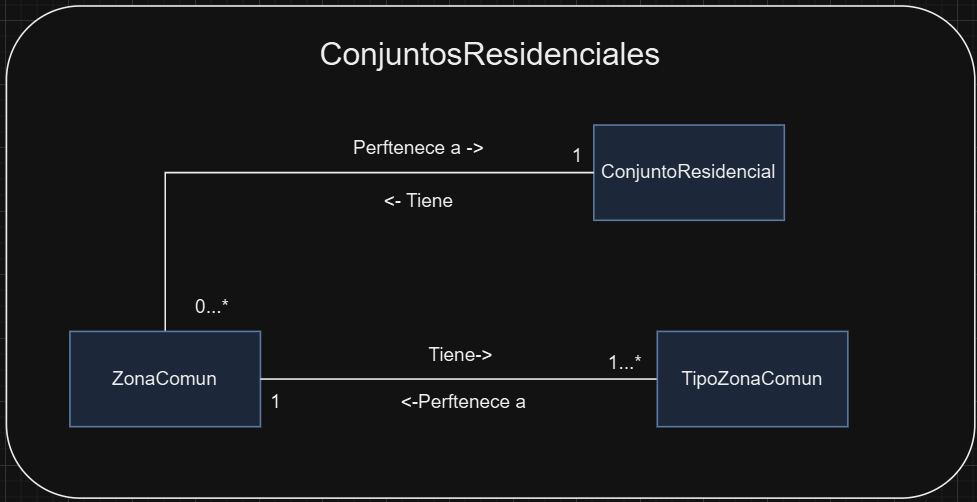 ConjuntosResidenciales
Perftenece a ->
1
ConjuntoResidencial
<- Tiene
0...*
Tiene->
1...*
ZonaComun
TipoZonaComun
1
<-Perftenece a